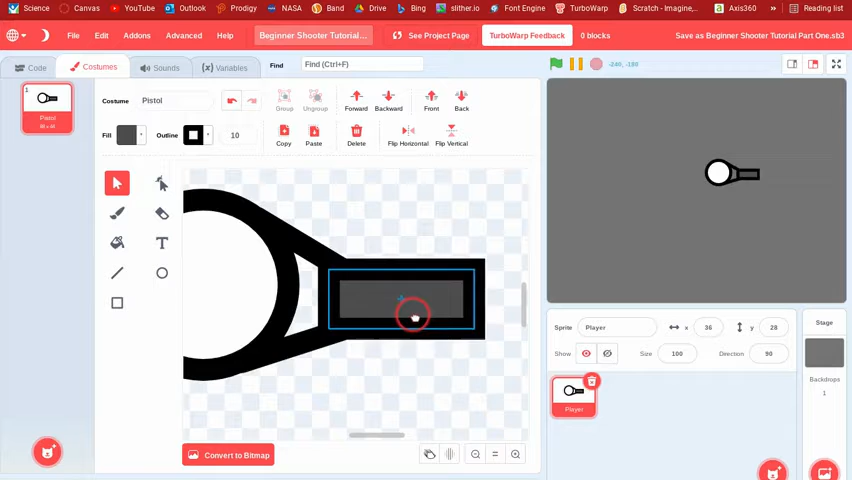 Science Canvas YouTube Outlook Prodigy NASA Band Drive Bing slither.io Font Engine TurboWarp Scratch - Imagine,... Axis360 » Reading list
File Edit Addons Advanced Help Beginner Shooter Tutorial... See Project Page TurboWarp Feedback 0 blocks Save as Beginner Shooter Tutorial Part One.sb3
Code Costumes Sounds Variables Find Find (Ctrl+F) -240, -180
1
Pistol
Costume Pistol Group Ungroup Forward Backward Front Back
Fill Outline 10 Copy Paste Delete Flip Horizontal Flip Vertical
Convert to Bitmap
Sprite Player x 36 y 28
Show Size 100 Direction 90
Player
Stage
Backdrops
1